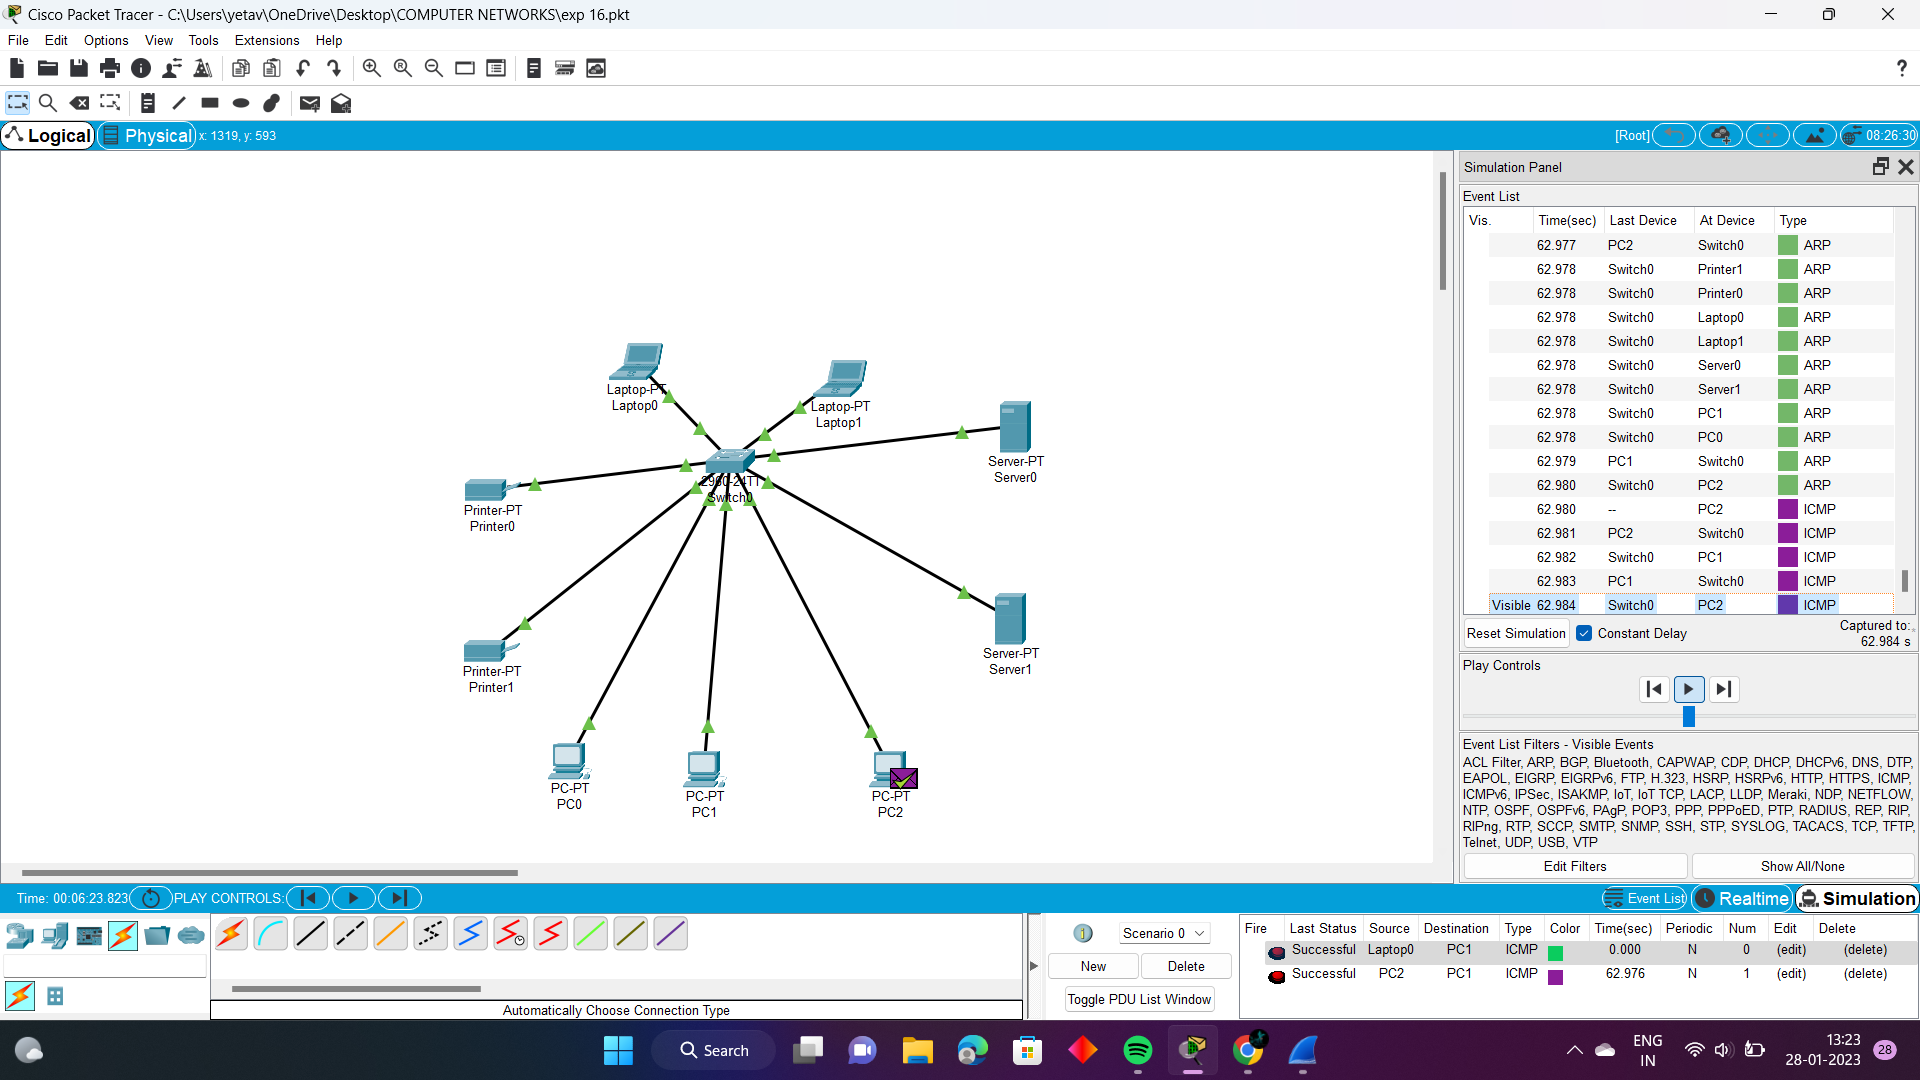 Cisco Packet Tracer - C:\Users\yetav\OneDrive\Desktop\COMPUTER NETWORKS\exp 16.pkt
File Edit Options View Tools Extensions Help
?
Logical Physical x: 1319, y: 593 [Root] 08:26:30
Laptop-PT
Laptop0
Laptop-PT
Laptop1
Server-PT
Server0
2960-24TT
Switch0
Printer-PT
Printer0
Server-PT
Server1
Printer-PT
Printer1
PC-PT
PC0
PC-PT
PC1
PC-PT
PC2
Simulation Panel
Event List
Vis. Time(sec) Last Device At Device Type
62.977 PC2 Switch0 ARP
62.978 Switch0 Printer1 ARP
62.978 Switch0 Printer0 ARP
62.978 Switch0 Laptop0 ARP
62.978 Switch0 Laptop1 ARP
62.978 Switch0 Server0 ARP
62.978 Switch0 Server1 ARP
62.978 Switch0 PC1 ARP
62.978 Switch0 PC0 ARP
62.979 PC1 Switch0 ARP
62.980 Switch0 PC2 ARP
62.980 -- PC2 ICMP
62.981 PC2 Switch0 ICMP
62.982 Switch0 PC1 ICMP
62.983 PC1 Switch0 ICMP
Visible 62.984 Switch0 PC2 ICMP
Reset Simulation Constant Delay Captured to:
62.984 s
Play Controls
Event List Filters - Visible Events
ACL Filter, ARP, BGP, Bluetooth, CAPWAP, CDP, DHCP, DHCPv6, DNS, DTP,
EAPOL, EIGRP, EIGRPv6, FTP, H.323, HSRP, HSRPv6, HTTP, HTTPS, ICMP,
ICMPv6, IPSec, ISAKMP, IoT, IoT TCP, LACP, LLDP, Meraki, NDP, NETFLOW,
NTP, OSPF, OSPFv6, PAgP, POP3, PPP, PPPoED, PTP, RADIUS, REP, RIP,
RIPng, RTP, SCCP, SMTP, SNMP, SSH, STP, SYSLOG, TACACS, TCP, TFTP,
Telnet, UDP, USB, VTP
Edit Filters Show All/None
Time: 00:06:23.823 PLAY CONTROLS: Event List Realtime Simulation
Automatically Choose Connection Type
Scenario 0
New Delete
Toggle PDU List Window
Fire Last Status Source Destination Type Color Time(sec) Periodic Num Edit Delete
Successful Laptop0 PC1 ICMP 0.000 N 0 (edit) (delete)
Successful PC2 PC1 ICMP 62.976 N 1 (edit) (delete)
Search
ENG
IN
13:23
28-01-2023
28